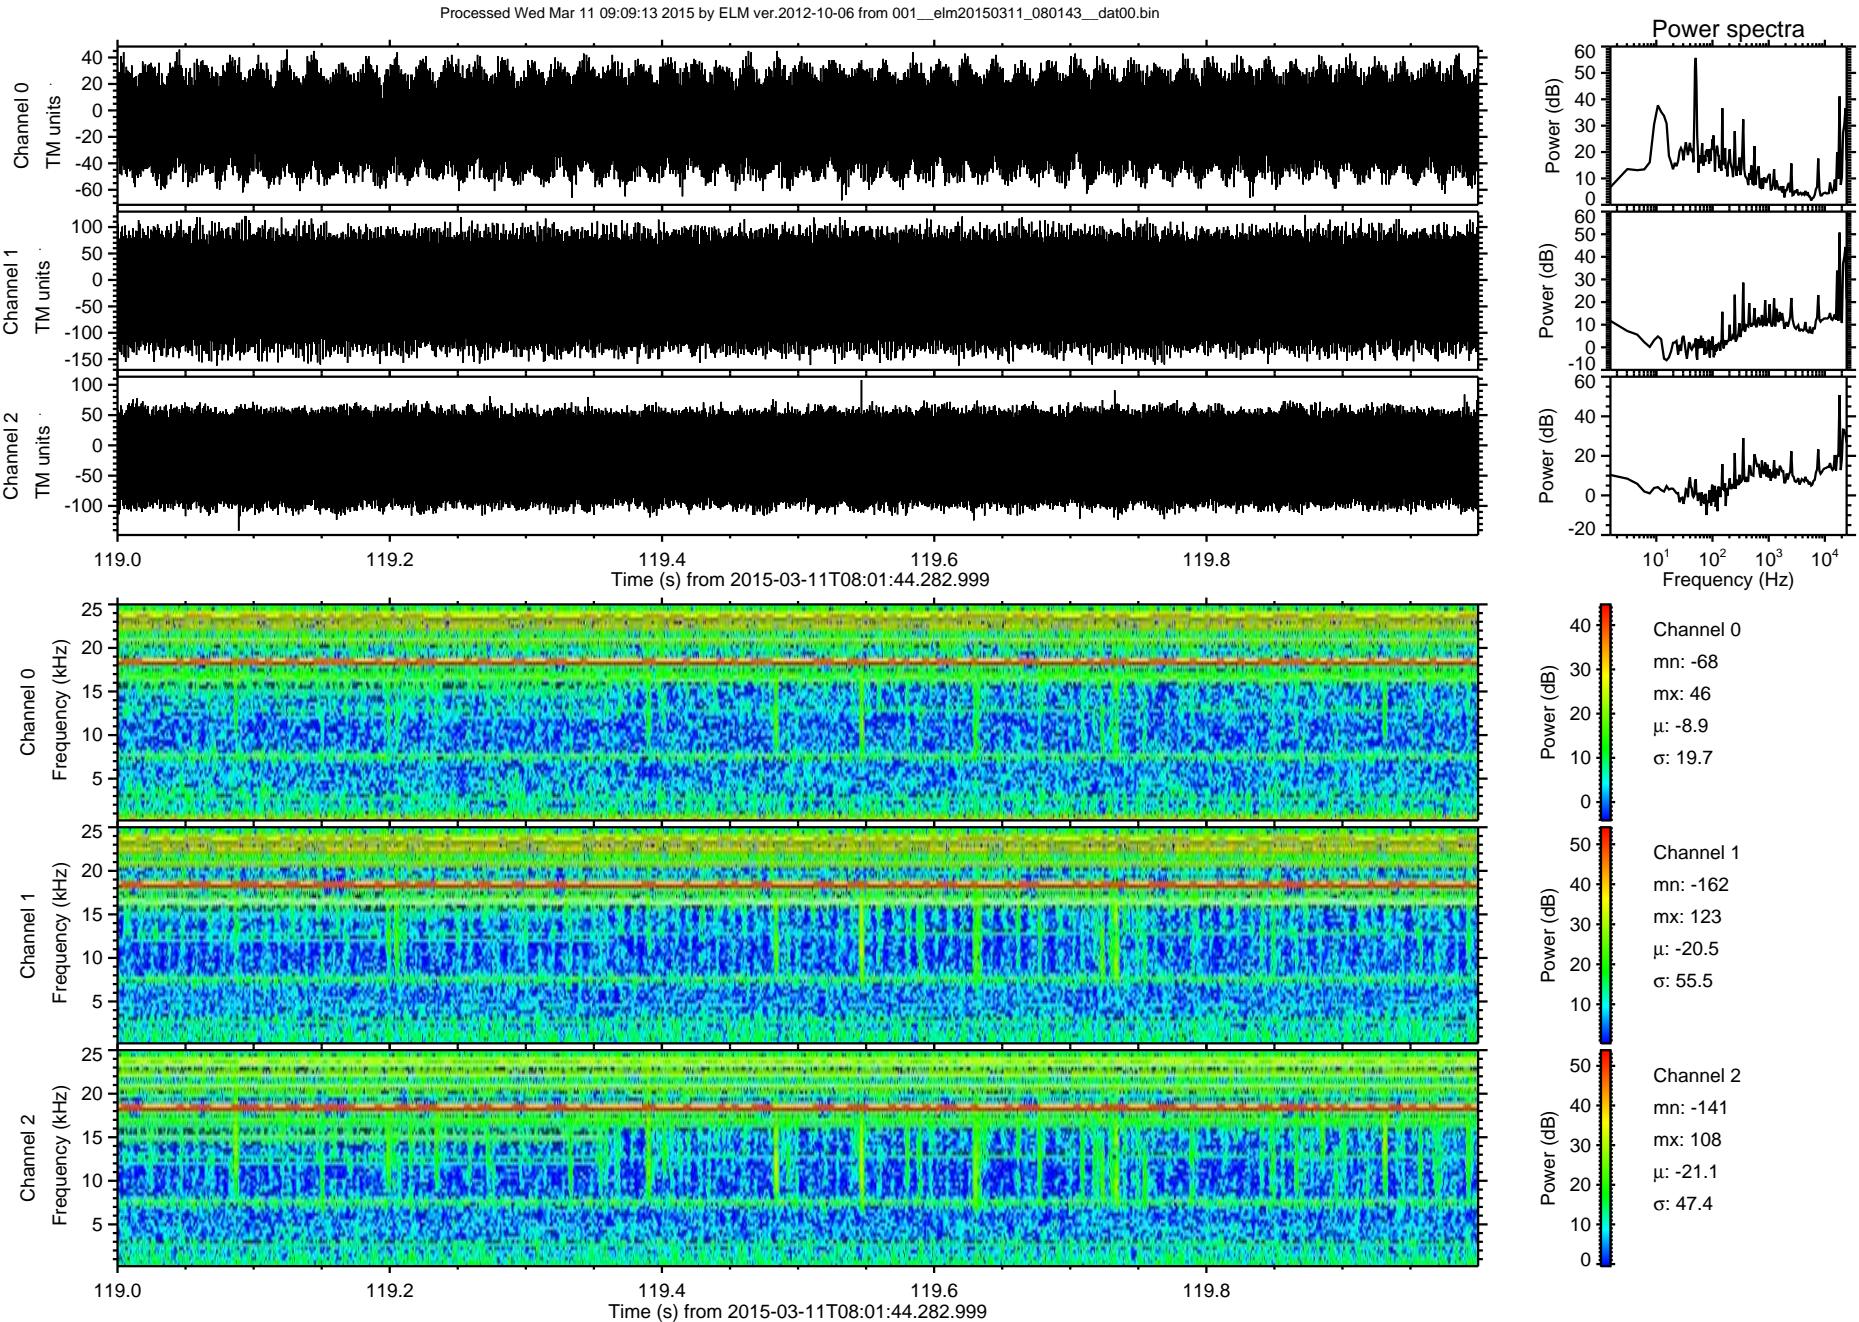 Processed Wed Mar 11 09:09:13 2015 by ELM ver.2012-10-06 from 001__elm20150311_080143__dat00.bin
Power spectra
Channel 0
TM units
40
20
0
-20
-40
-60
Power (dB)
60
50
40
30
20
10
0
Channel 1
TM units
100
50
0
-50
-100
-150
Power (dB)
60
50
40
30
20
10
0
-10
Channel 2
TM units
100
50
0
-50
-100
Power (dB)
60
40
20
0
-20
119.0 119.2 119.4 119.6 119.8
Time (s) from 2015-03-11T08:01:44.282.999
10¹ 10² 10³ 10⁴
Frequency (Hz)
Channel 0
Frequency (kHz)
25
20
15
10
5
Power (dB)
40
30
20
10
0
Channel 0
mn: -68
mx: 46
μ: -8.9
σ: 19.7
Channel 1
Frequency (kHz)
25
20
15
10
5
Power (dB)
50
40
30
20
10
Channel 1
mn: -162
mx: 123
μ: -20.5
σ: 55.5
Channel 2
Frequency (kHz)
25
20
15
10
5
Power (dB)
50
40
30
20
10
0
Channel 2
mn: -141
mx: 108
μ: -21.1
σ: 47.4
119.0 119.2 119.4 119.6 119.8
Time (s) from 2015-03-11T08:01:44.282.999